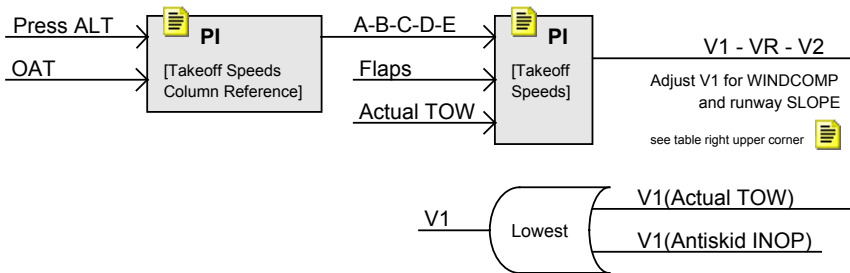 Press ALT
OAT
PI
[Takeoff Speeds
Column Reference]
A-B-C-D-E
Flaps
Actual TOW
PI
[Takeoff
Speeds]
V1 - VR - V2
Adjust V1 for WINDCOMP
and runway SLOPE
see table right upper corner
V1
Lowest
V1(Actual TOW)
V1(Antiskid INOP)